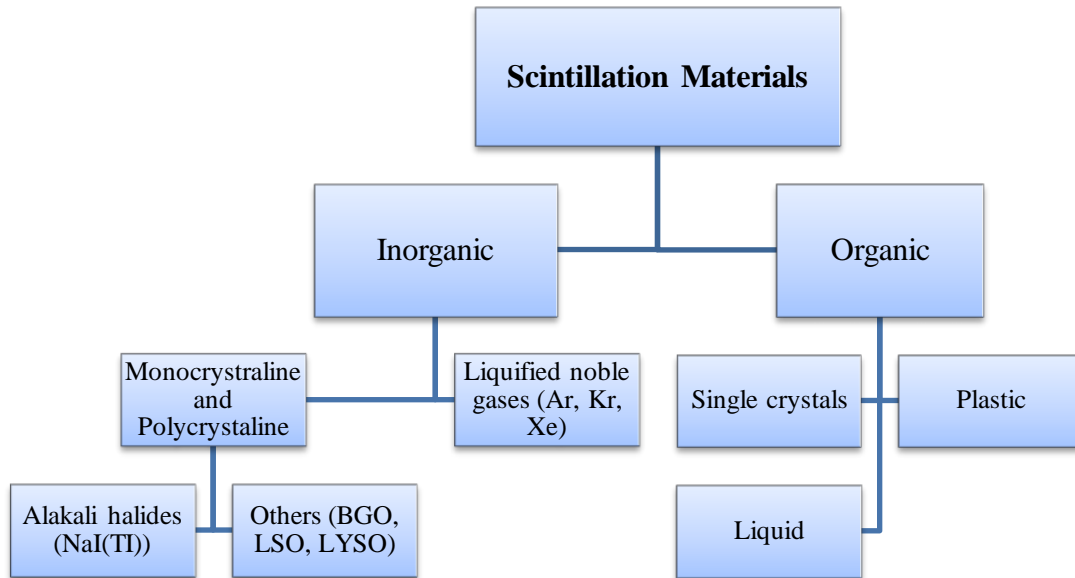 Scintillation Materials
Inorganic
Organic
Monocrystraline
and
Polycrystaline
Liquified noble
gases (Ar, Kr,
Xe)
Single crystals
Plastic
Alakali halides
(NaI(TI))
Others (BGO,
LSO, LYSO)
Liquid